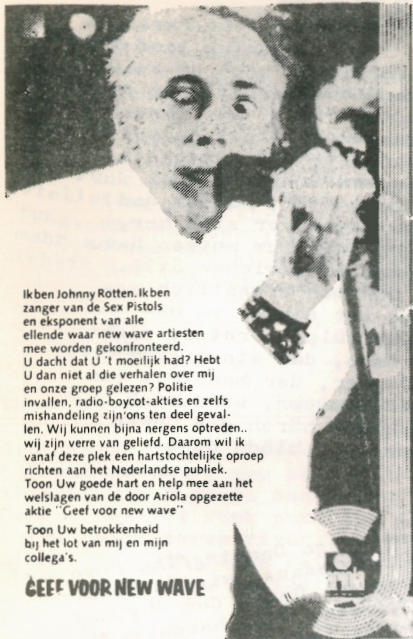 Ik ben Johnny Rotten. Ik ben
zanger van de Sex Pistols
en eksponent van alle
ellende waar new wave artiesten
mee worden gekonfronteerd.
U dacht dat U 't moeilijk had? Hebt
U dan niet al die verhalen over mij
en onze groep gelezen? Politie
invallen, radio-boycot-akties en zelfs
mishandeling zijn ons ten deel geval-
len. Wij kunnen bijna nergens optreden..
wij zijn verre van geliefd. Daarom wil ik
vanaf deze plek een hartstochtelijke oproep
richten aan het Nederlandse publiek.
Toon Uw goede hart en help mee aan het
welslagen van de door Ariola opgezette
aktie "Geef voor new wave"
Toon Uw betrokkenheid
bij het lot van mij en mijn
collega's.
GEEF VOOR NEW WAVE
ariola